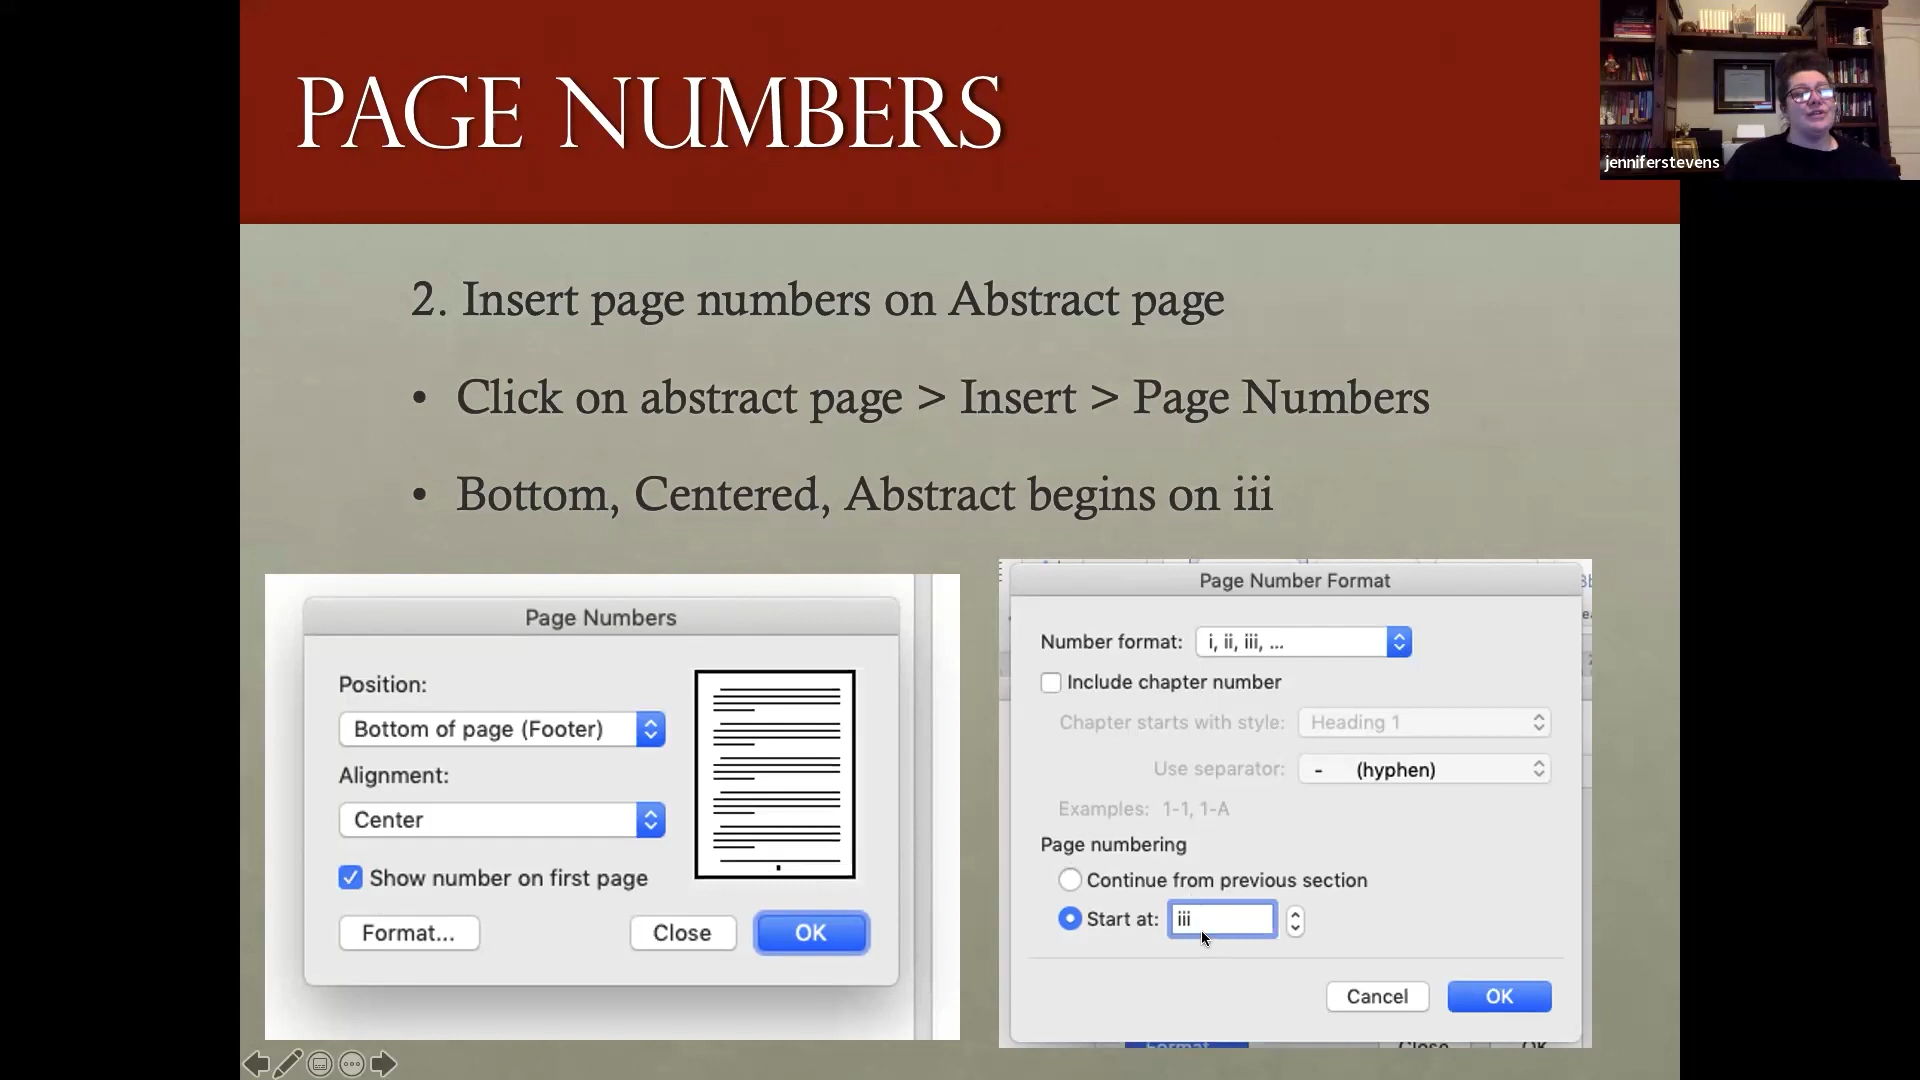 PAGE NUMBERS
jenniferstevens
2. Insert page numbers on Abstract page
• Click on abstract page > Insert > Page Numbers
• Bottom, Centered, Abstract begins on iii
Page Numbers
Position:
Bottom of page (Footer)
Alignment:
Center
Show number on first page
Format...
Close
OK
Page Number Format
Number format:
i, ii, iii, ...
Include chapter number
Chapter starts with style:
Heading 1
Use separator:
- (hyphen)
Examples: 1-1, 1-A
Page numbering
Continue from previous section
Start at:
iii
Cancel
OK
Format
Close
OK